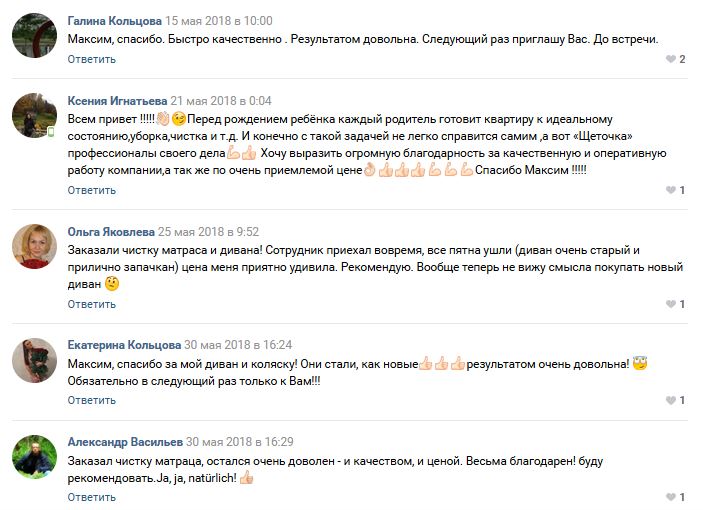 Галина Кольцова 15 мая 2018 в 10:00
Максим, спасибо. Быстро качественно . Результатом довольна. Следующий раз приглашу Вас. До встречи.
Ответить 2
Ксения Игнатьева 21 мая 2018 в 0:04
Всем привет !!!!!👏🏻😉Перед рождением ребёнка каждый родитель готовит квартиру к идеальному
состоянию,уборка,чистка и т.д. И конечно с такой задачей не легко справится самим ,а вот «Щеточка»
профессионалы своего дела💪🏻👍🏻 Хочу выразить огромную благодарность за качественную и оперативную
работу компании,а так же по очень приемлемой цене👌🏻👍🏻👍🏻👍🏻💪🏻💪🏻💪🏻Спасибо Максим !!!!!
Ответить 1
Ольга Яковлева 25 мая 2018 в 9:52
Заказали чистку матраса и дивана! Сотрудник приехал вовремя, все пятна ушли (диван очень старый и
прилично запачкан) цена меня приятно удивила. Рекомендую. Вообще теперь не вижу смысла покупать новый
диван 🤔
Ответить 1
Екатерина Кольцова 30 мая 2018 в 16:24
Максим, спасибо за мой диван и коляску! Они стали, как новые👍🏻👍🏻👍🏻результатом очень довольна! 😇
Обязательно в следующий раз только к Вам!!!
Ответить 1
Александр Васильев 30 мая 2018 в 16:29
Заказал чистку матраца, остался очень доволен - и качеством, и ценой. Весьма благодарен! буду
рекомендовать.Ja, ja, natürlich! 👍🏻
Ответить 1